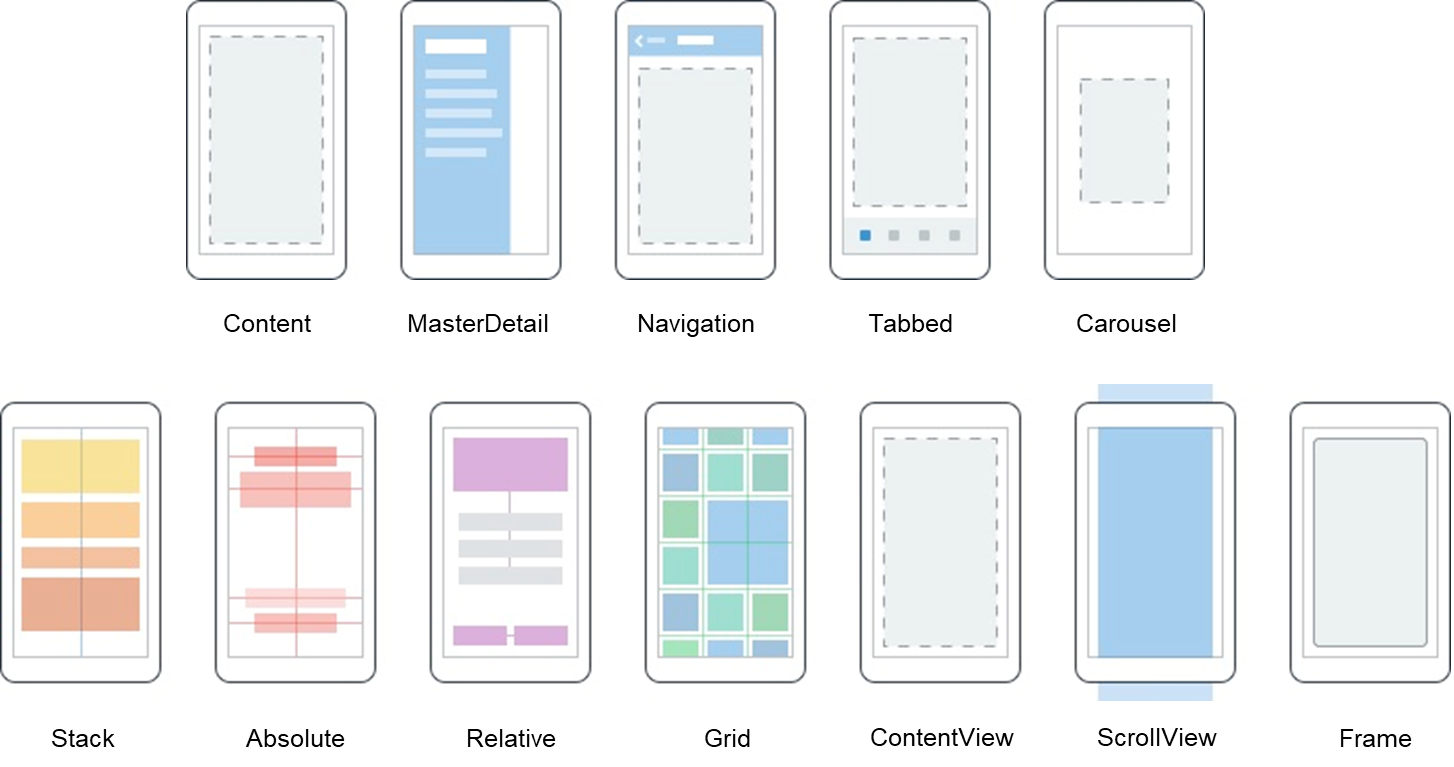 Content
MasterDetail
Navigation
Tabbed
Carousel
Stack
Absolute
Relative
Grid
ContentView
ScrollView
Frame